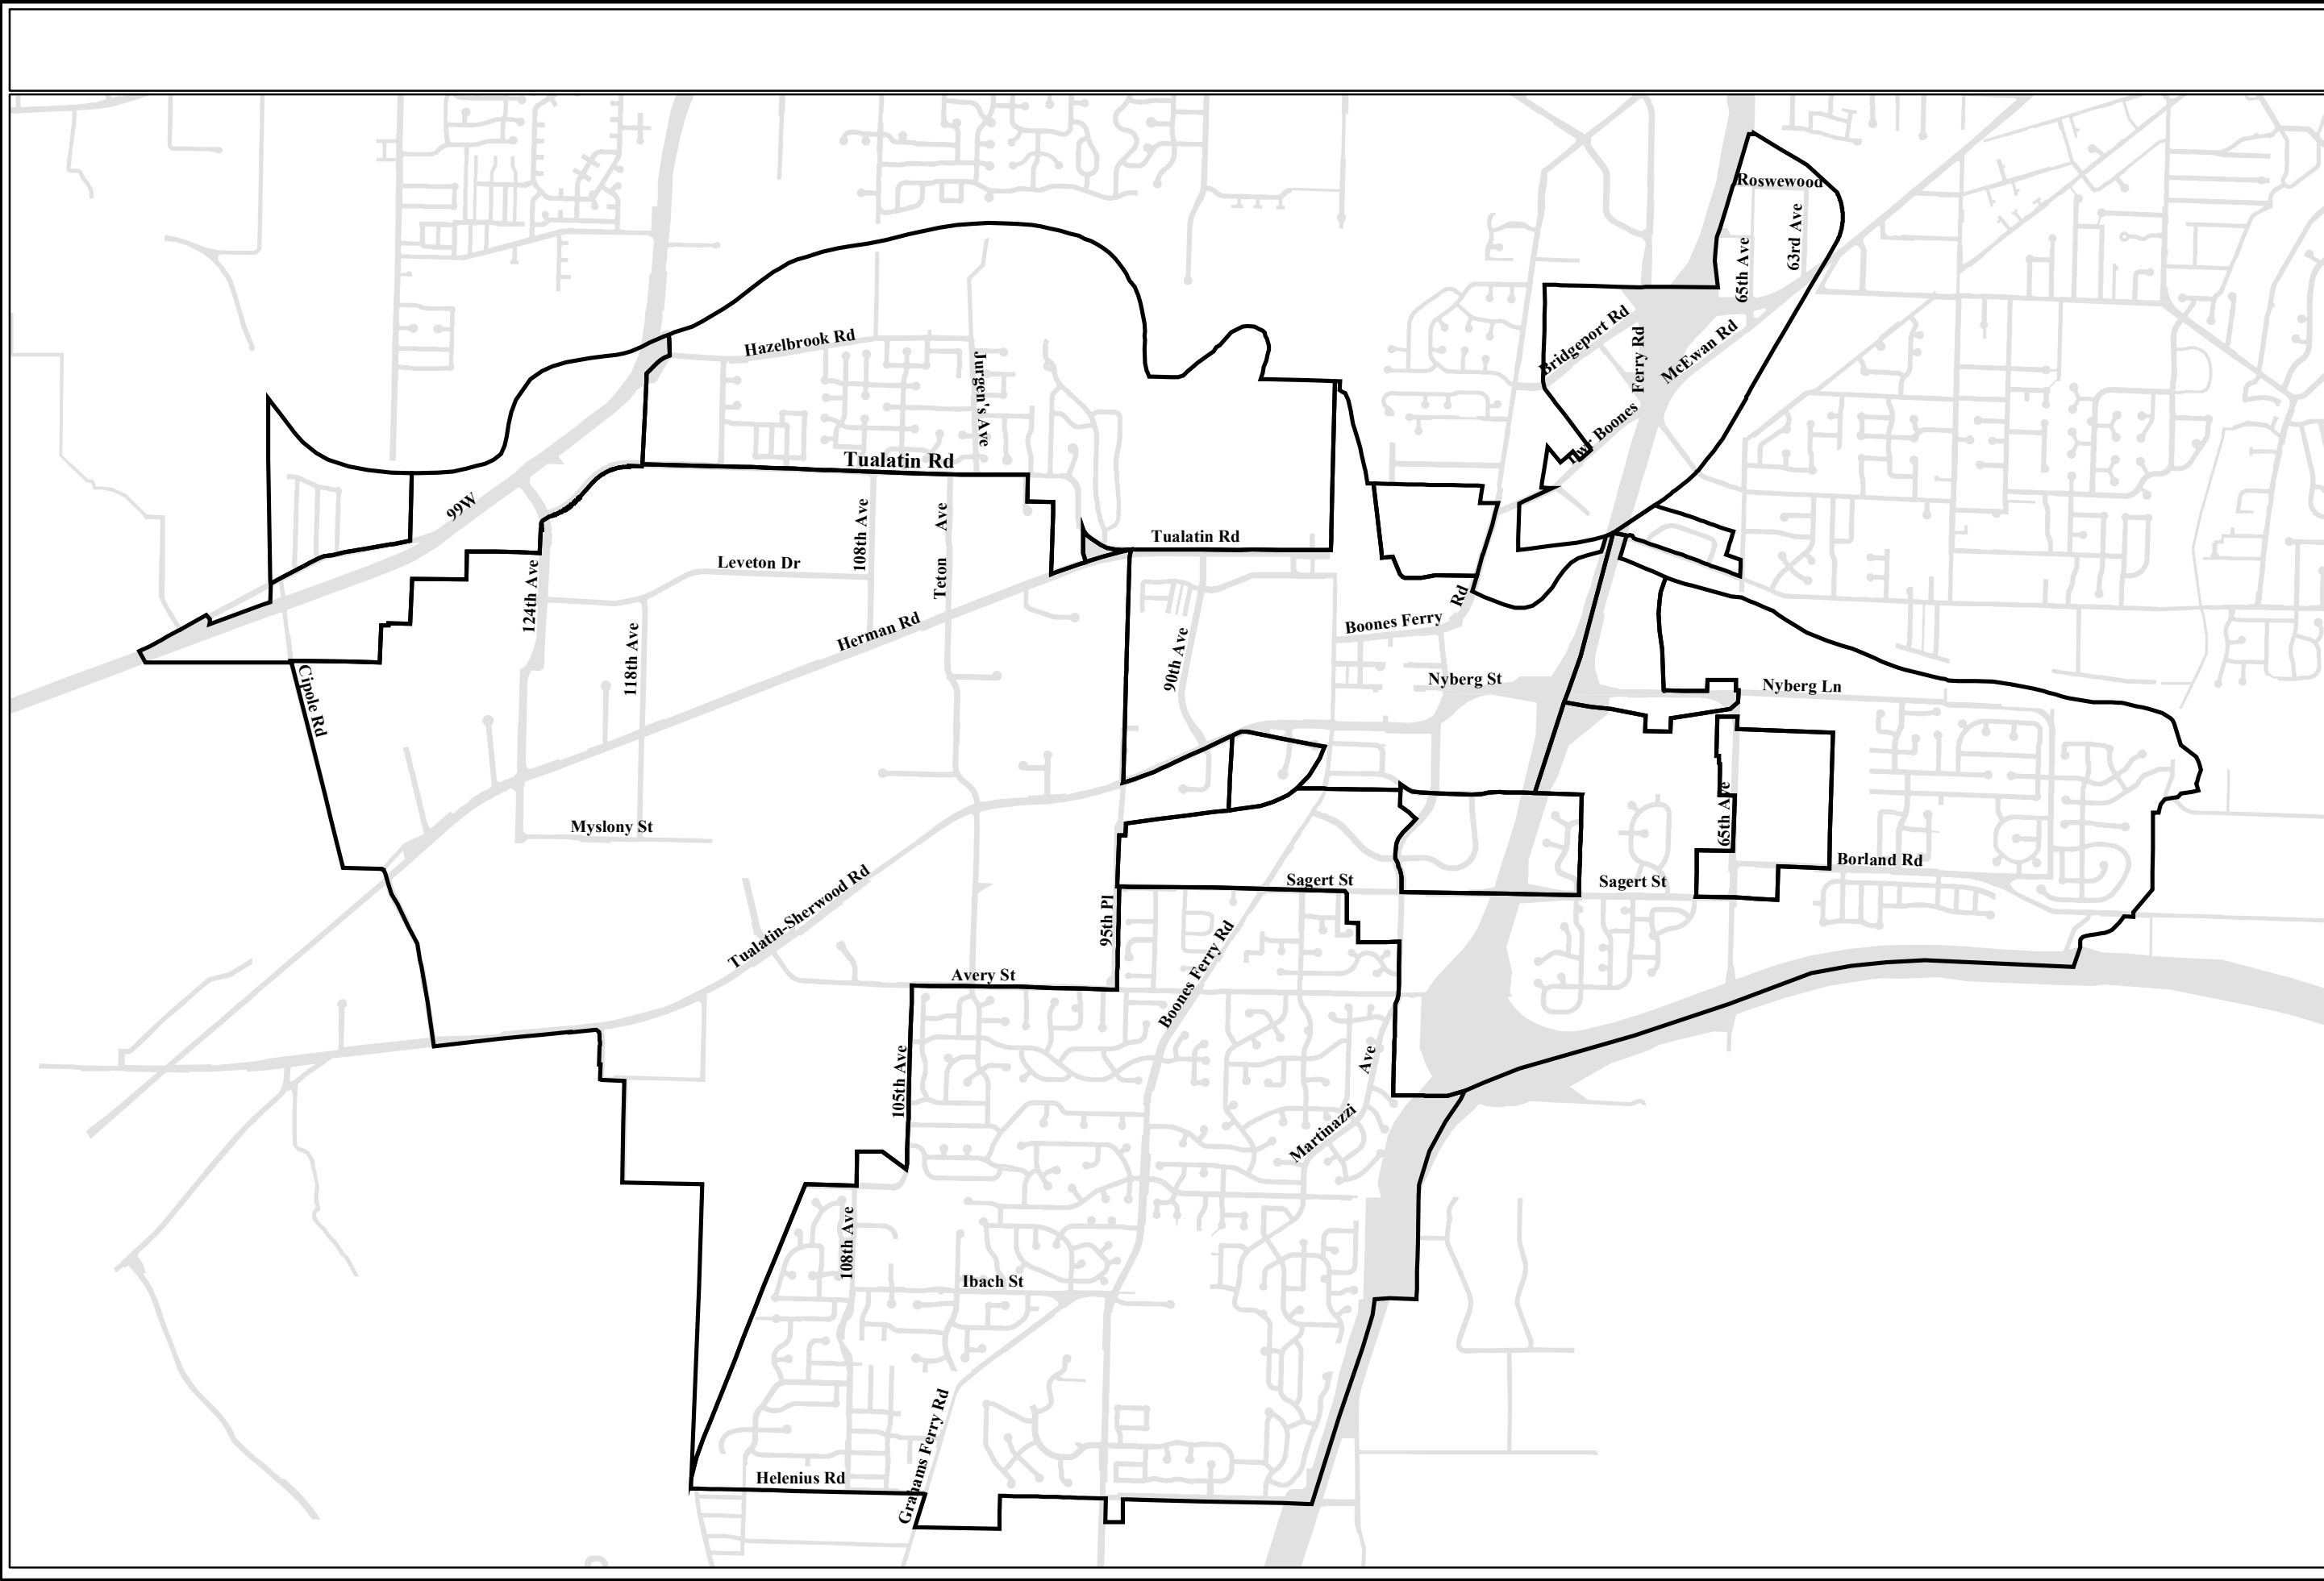 Roswewood
63rd Ave
65th Ave
Bridgeport Rd
Ferry Rd
McEwan Rd
Hazelbrook Rd
Jurgen's Ave
Lwr Boones
Tualatin Rd
99W
108th Ave
Teton Ave
Tualatin Rd
Leveton Dr
124th Ave
118th Ave
Herman Rd
Boones Ferry Rd
90th Ave
Nyberg St
Nyberg Ln
Cipole Rd
Myslony St
65th Ave
Tualatin-Sherwood Rd
Borland Rd
Sagert St
Sagert St
95th Pl
Boones Ferry Rd
Avery St
105th Ave
Martinazzi Ave
108th Ave
Ibach St
Grahams Ferry Rd
Helenius Rd